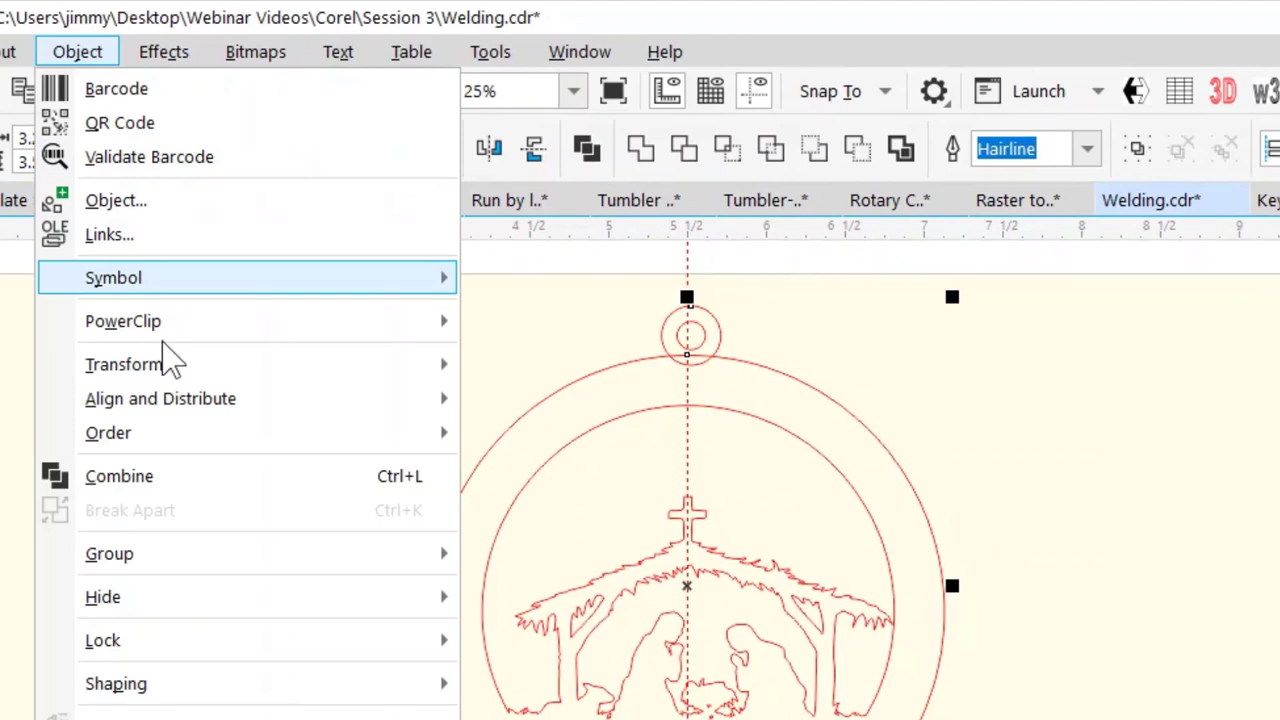 C:\Users\jimmy\Desktop\Webinar Videos\Corel\Session 3\Welding.cdr*
Object Effects Bitmaps Text Table Tools Window Help
25% Snap To Launch 3D w3
Hairline
Run by l..* Tumbler ..* Tumbler-..* Rotary C..* Raster to..* Welding.cdr*
4 1/2 5 5 1/2 6 6 1/2 7 7 1/2 8 8 1/2 9
Barcode
QR Code
Validate Barcode
Object...
OLE Links...
Symbol
PowerClip
Transform
Align and Distribute
Order
Combine Ctrl+L
Break Apart Ctrl+K
Group
Hide
Lock
Shaping